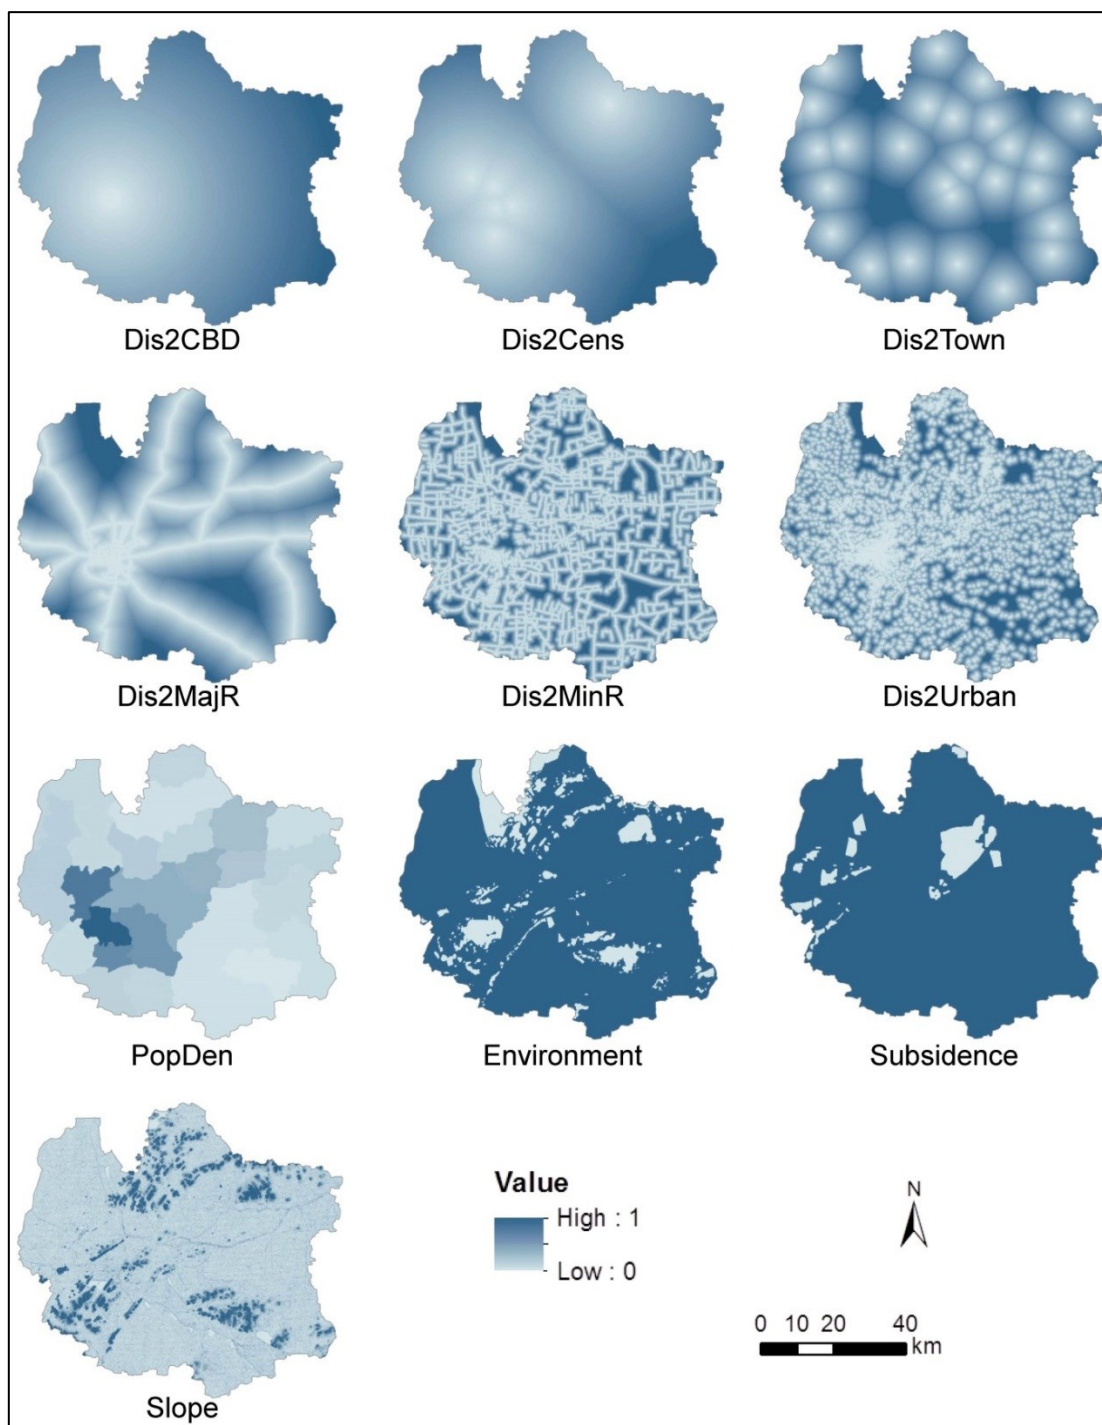 Dis2CBD
Dis2Cens
Dis2Town
Dis2MajR
Dis2MinR
Dis2Urban
PopDen
Environment
Subsidence
Slope
Value
High : 1
Low : 0
N
0 10 20 40
km